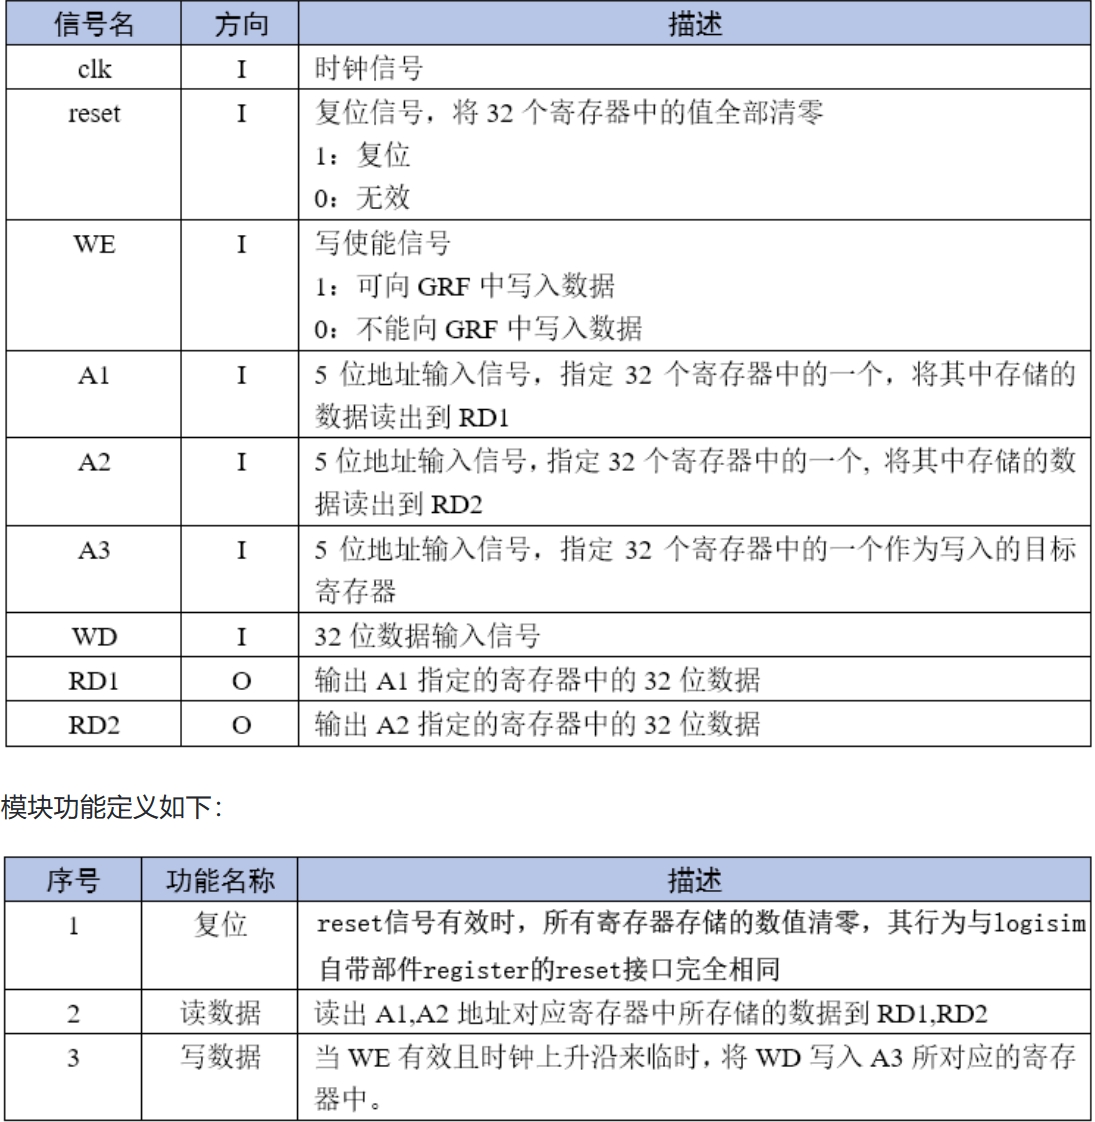 信号名 方向 描述
clk I 时钟信号
reset I 复位信号，将 32 个寄存器中的值全部清零
1：复位
0：无效
WE I 写使能信号
1：可向 GRF 中写入数据
0：不能向 GRF 中写入数据
A1 I 5 位地址输入信号，指定 32 个寄存器中的一个，将其中存储的
数据读出到 RD1
A2 I 5 位地址输入信号，指定 32 个寄存器中的一个, 将其中存储的数
据读出到 RD2
A3 I 5 位地址输入信号，指定 32 个寄存器中的一个作为写入的目标
寄存器
WD I 32 位数据输入信号
RD1 O 输出 A1 指定的寄存器中的 32 位数据
RD2 O 输出 A2 指定的寄存器中的 32 位数据
模块功能定义如下：
序号 功能名称 描述
1 复位 reset信号有效时，所有寄存器存储的数值清零，其行为与logisim
自带部件register的reset接口完全相同
2 读数据 读出 A1,A2 地址对应寄存器中所存储的数据到 RD1,RD2
3 写数据 当 WE 有效且时钟上升沿来临时，将 WD 写入 A3 所对应的寄存
器中。